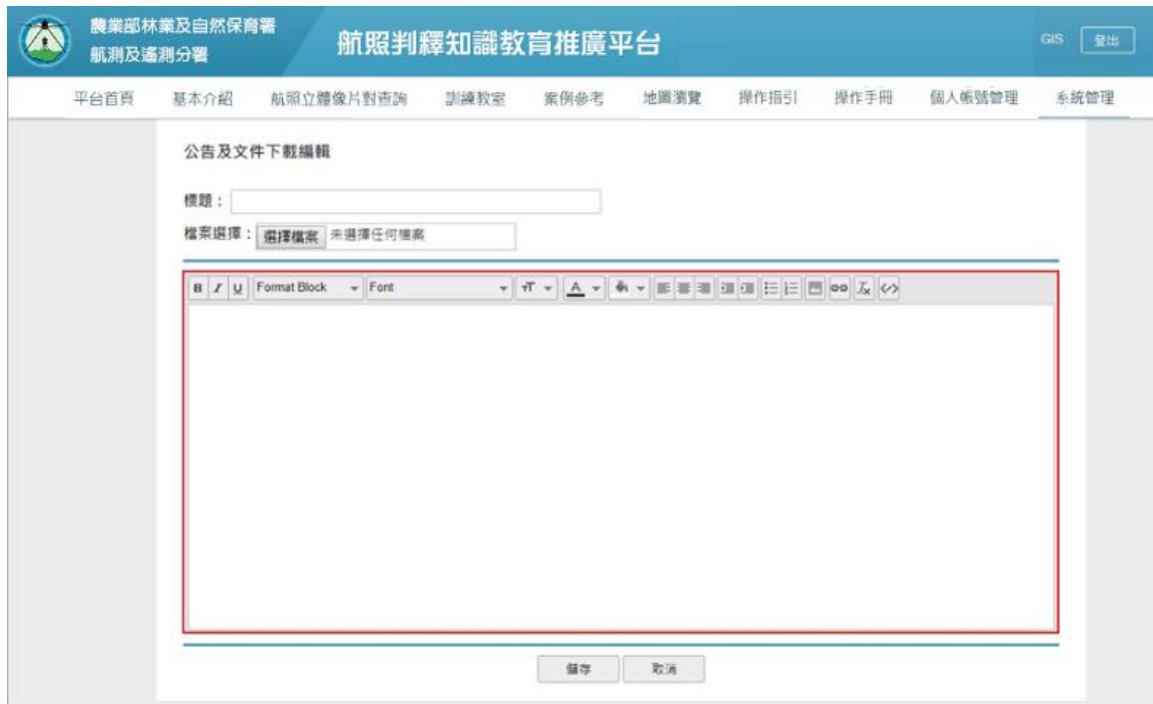 農業部林業及自然保育署
航測及遙測分署
航照判釋知識教育推廣平台
GIS 登出
平台首頁 基本介紹 航照立體像片對查詢 訓練教室 案例參考 地圖瀏覽 操作指引 操作手冊 個人帳號管理 系統管理
公告及文件下載編輯
標題：
檔案選擇： 選擇檔案 未選擇任何檔案
B I U Format Block Font TT A
儲存 取消